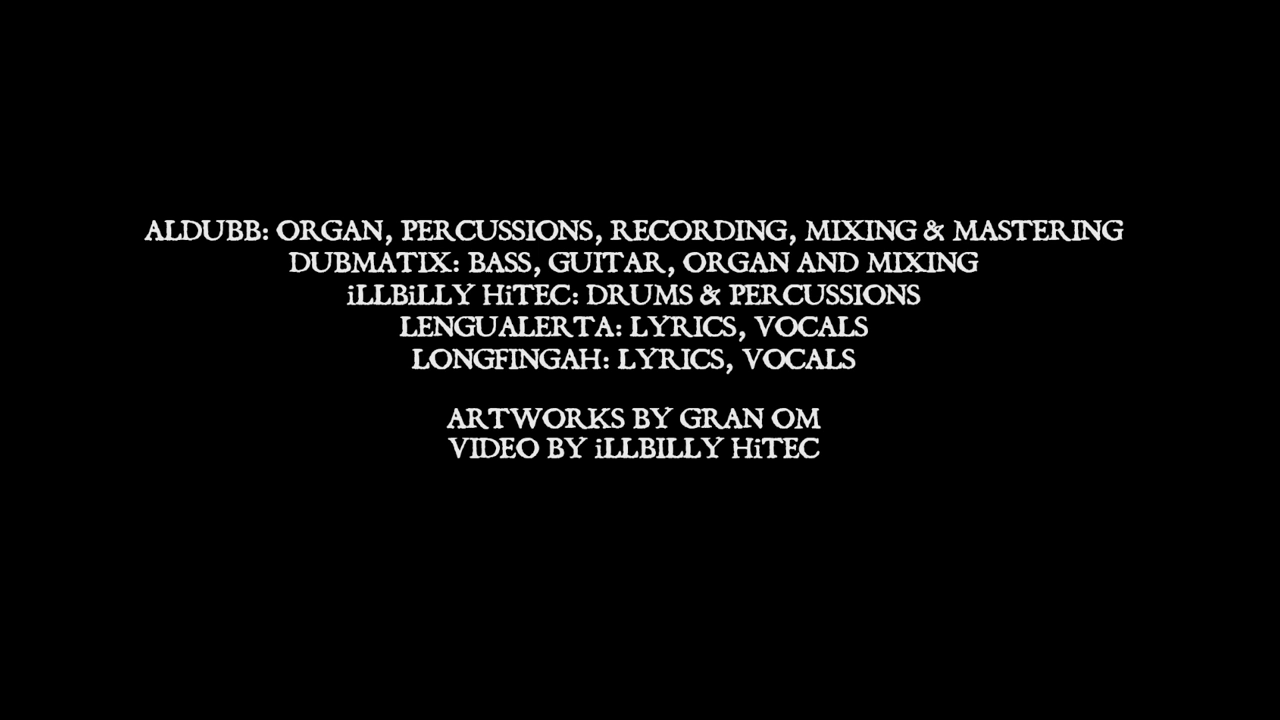 ALDUBB: ORGAN, PERCUSSIONS, RECORDING, MIXING & MASTERING
DUBMATIX: BASS, GUITAR, ORGAN AND MIXING
iLLBiLLY HiTEC: DRUMS & PERCUSSIONS
LENGUALERTA: LYRICS, VOCALS
LONGFINGAH: LYRICS, VOCALS
ARTWORKS BY GRAN OM
VIDEO BY iLLBILLY HiTEC